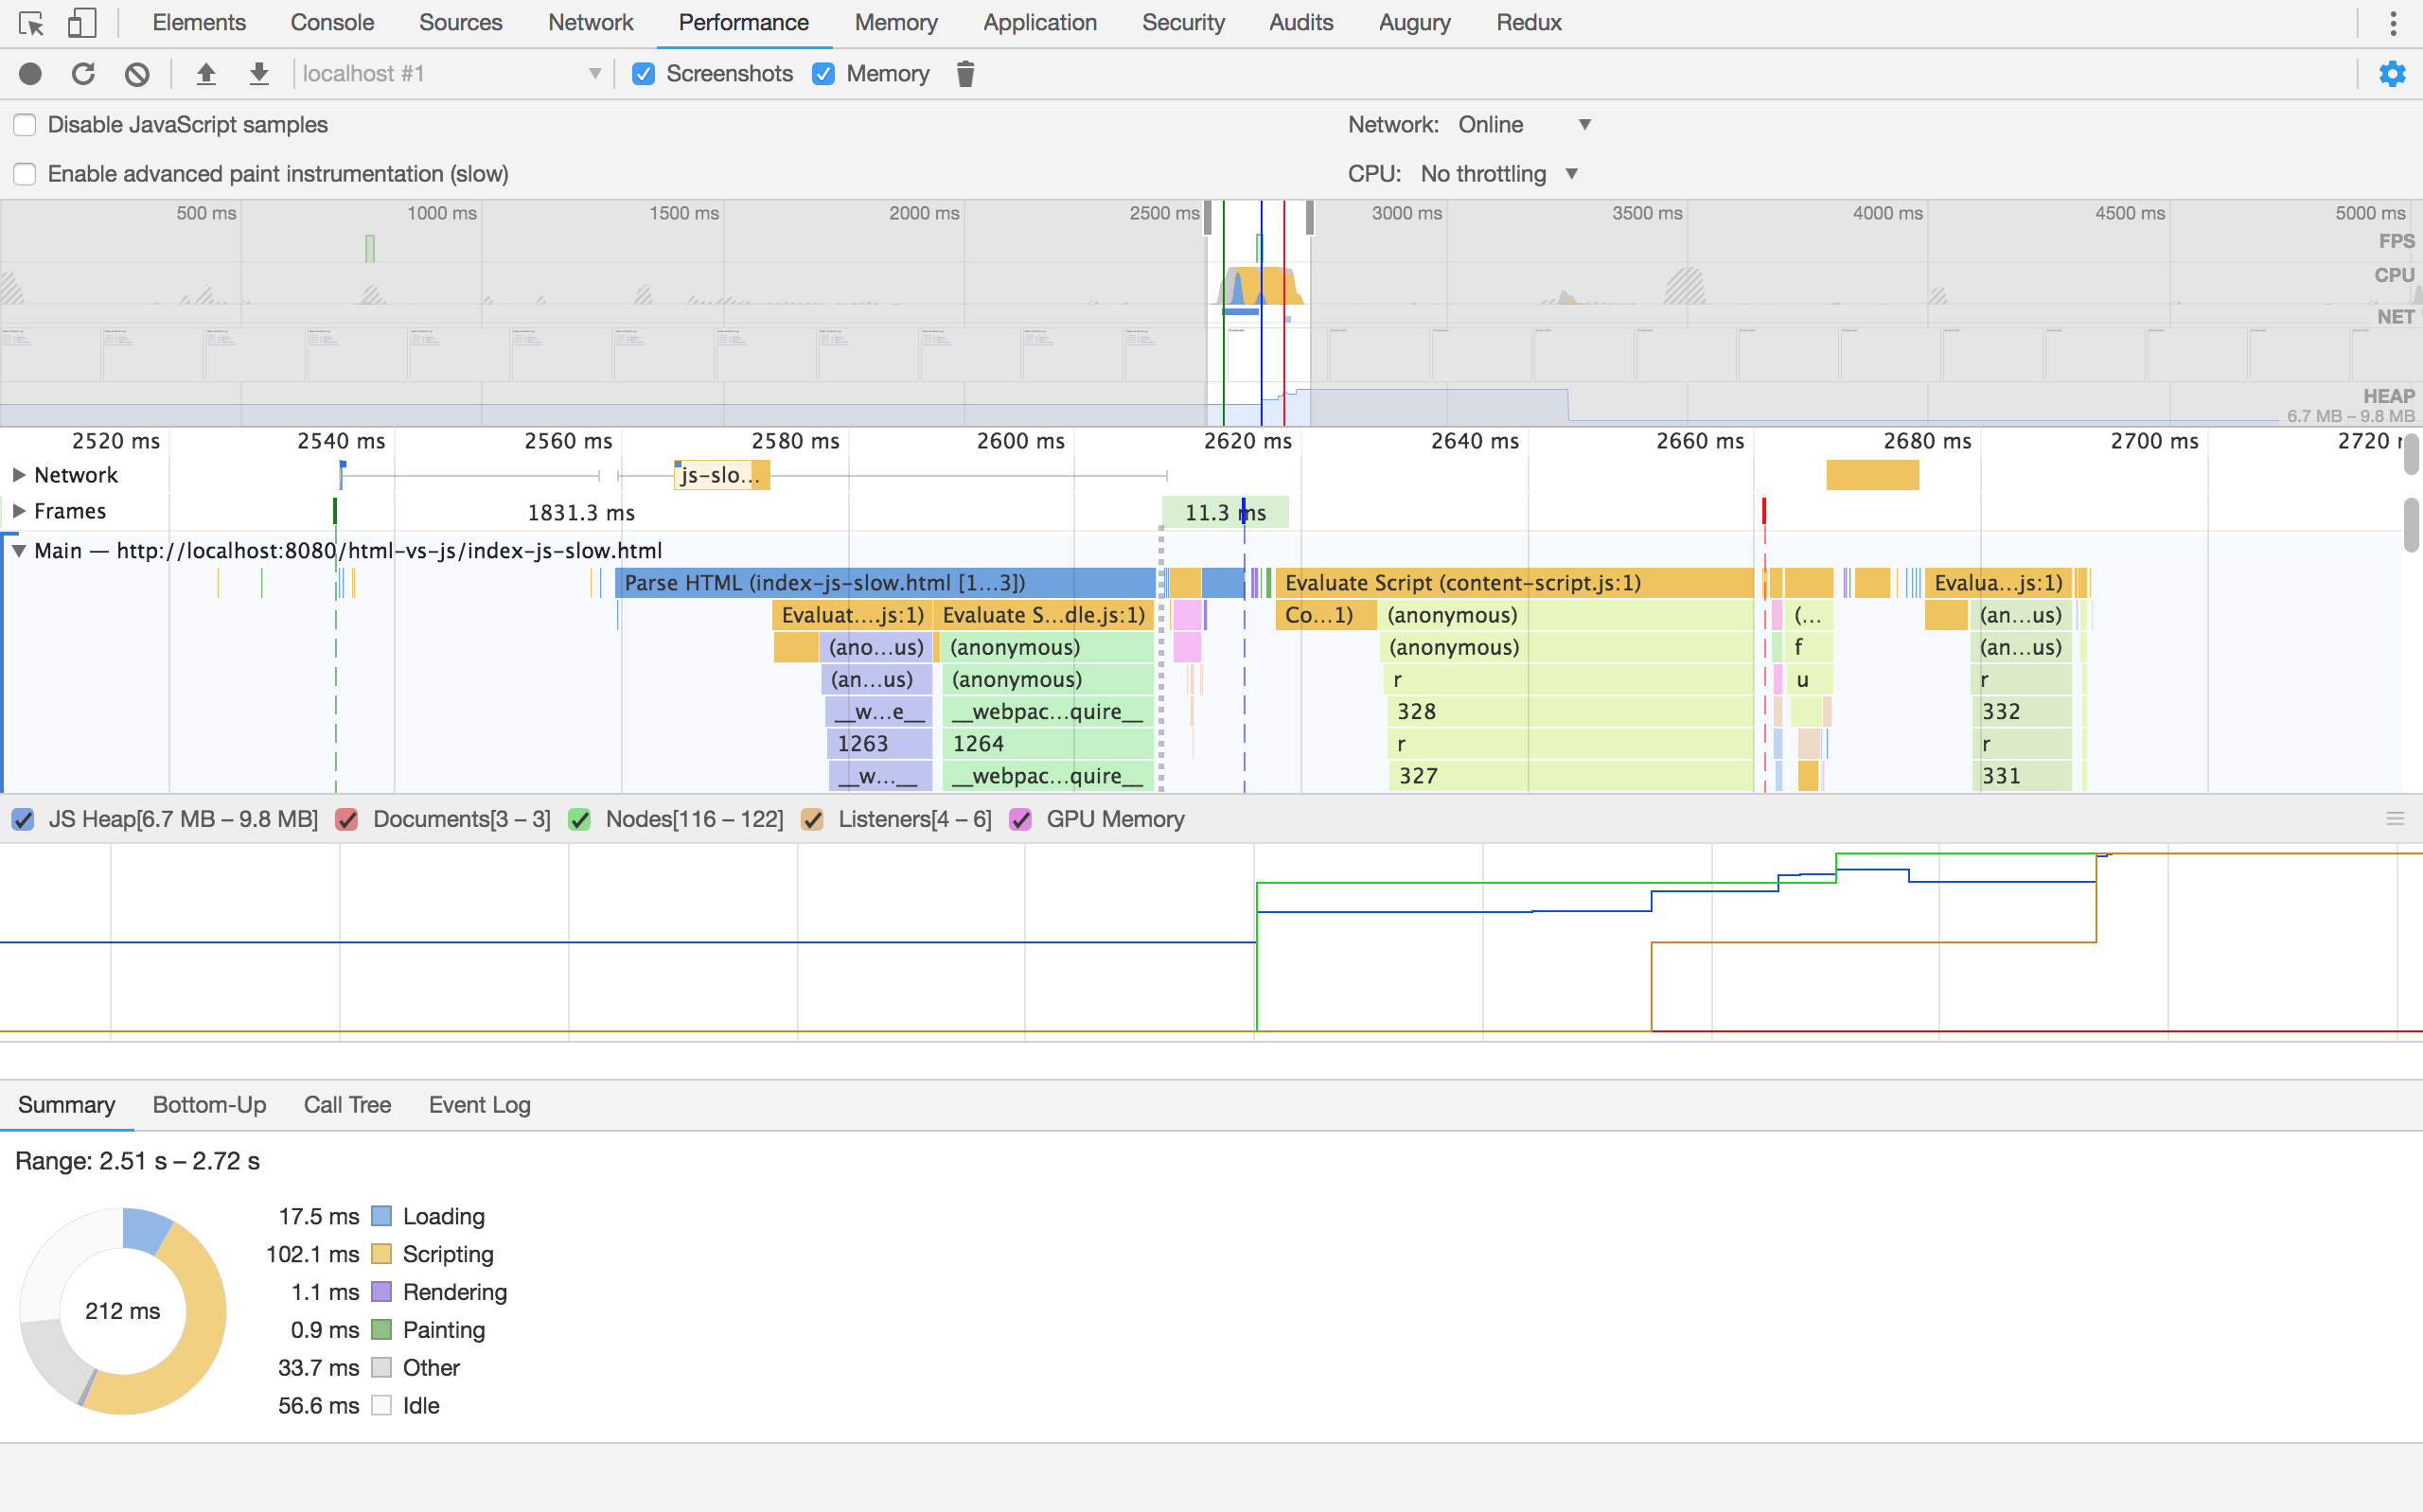 Elements Console Sources Network Performance Memory Application Security Audits Augury Redux
localhost #1 Screenshots Memory
Disable JavaScript samples Network: Online
Enable advanced paint instrumentation (slow) CPU: No throttling
500 ms 1000 ms 1500 ms 2000 ms 2500 ms 3000 ms 3500 ms 4000 ms 4500 ms 5000 ms
FPS
CPU
NET
HEAP
6.7 MB – 9.8 MB
2520 ms 2540 ms 2560 ms 2580 ms 2600 ms 2620 ms 2640 ms 2660 ms 2680 ms 2700 ms 2720
Network js-slo…
Frames 1831.3 ms 11.3 ms
Main — http://localhost:8080/html-vs-js/index-js-slow.html
Parse HTML (index-js-slow.html [1…3]) Evaluate Script (content-script.js:1) Evalua…js:1)
Evaluat….js:1) Evaluate S…dle.js:1) Co…1) (anonymous) (… (an…us)
(ano…us) (anonymous) (anonymous) f (an…us)
(an…us) (anonymous) r u r
__w…e__ __webpac…quire__ 328 332
1263 1264 r r
__w…__ __webpac…quire__ 327 331
JS Heap[6.7 MB – 9.8 MB] Documents[3 – 3] Nodes[116 – 122] Listeners[4 – 6] GPU Memory
Summary Bottom-Up Call Tree Event Log
Range: 2.51 s – 2.72 s
17.5 ms Loading
102.1 ms Scripting
1.1 ms Rendering
212 ms
0.9 ms Painting
33.7 ms Other
56.6 ms Idle